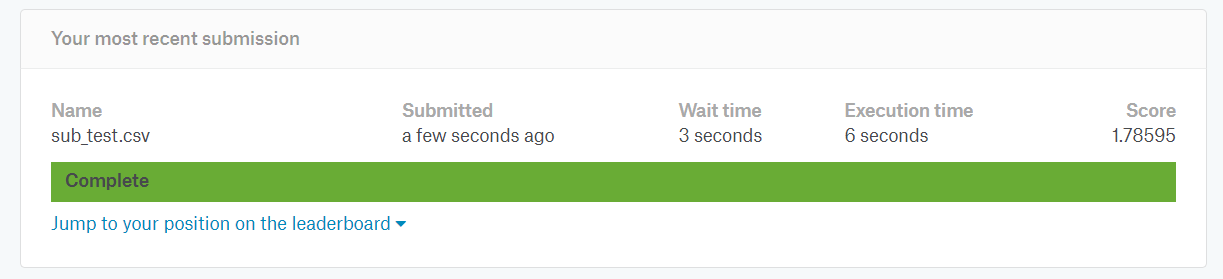 Your most recent submission
Name Submitted Wait time Execution time Score
sub_test.csv a few seconds ago 3 seconds 6 seconds 1.78595
Complete
Jump to your position on the leaderboard